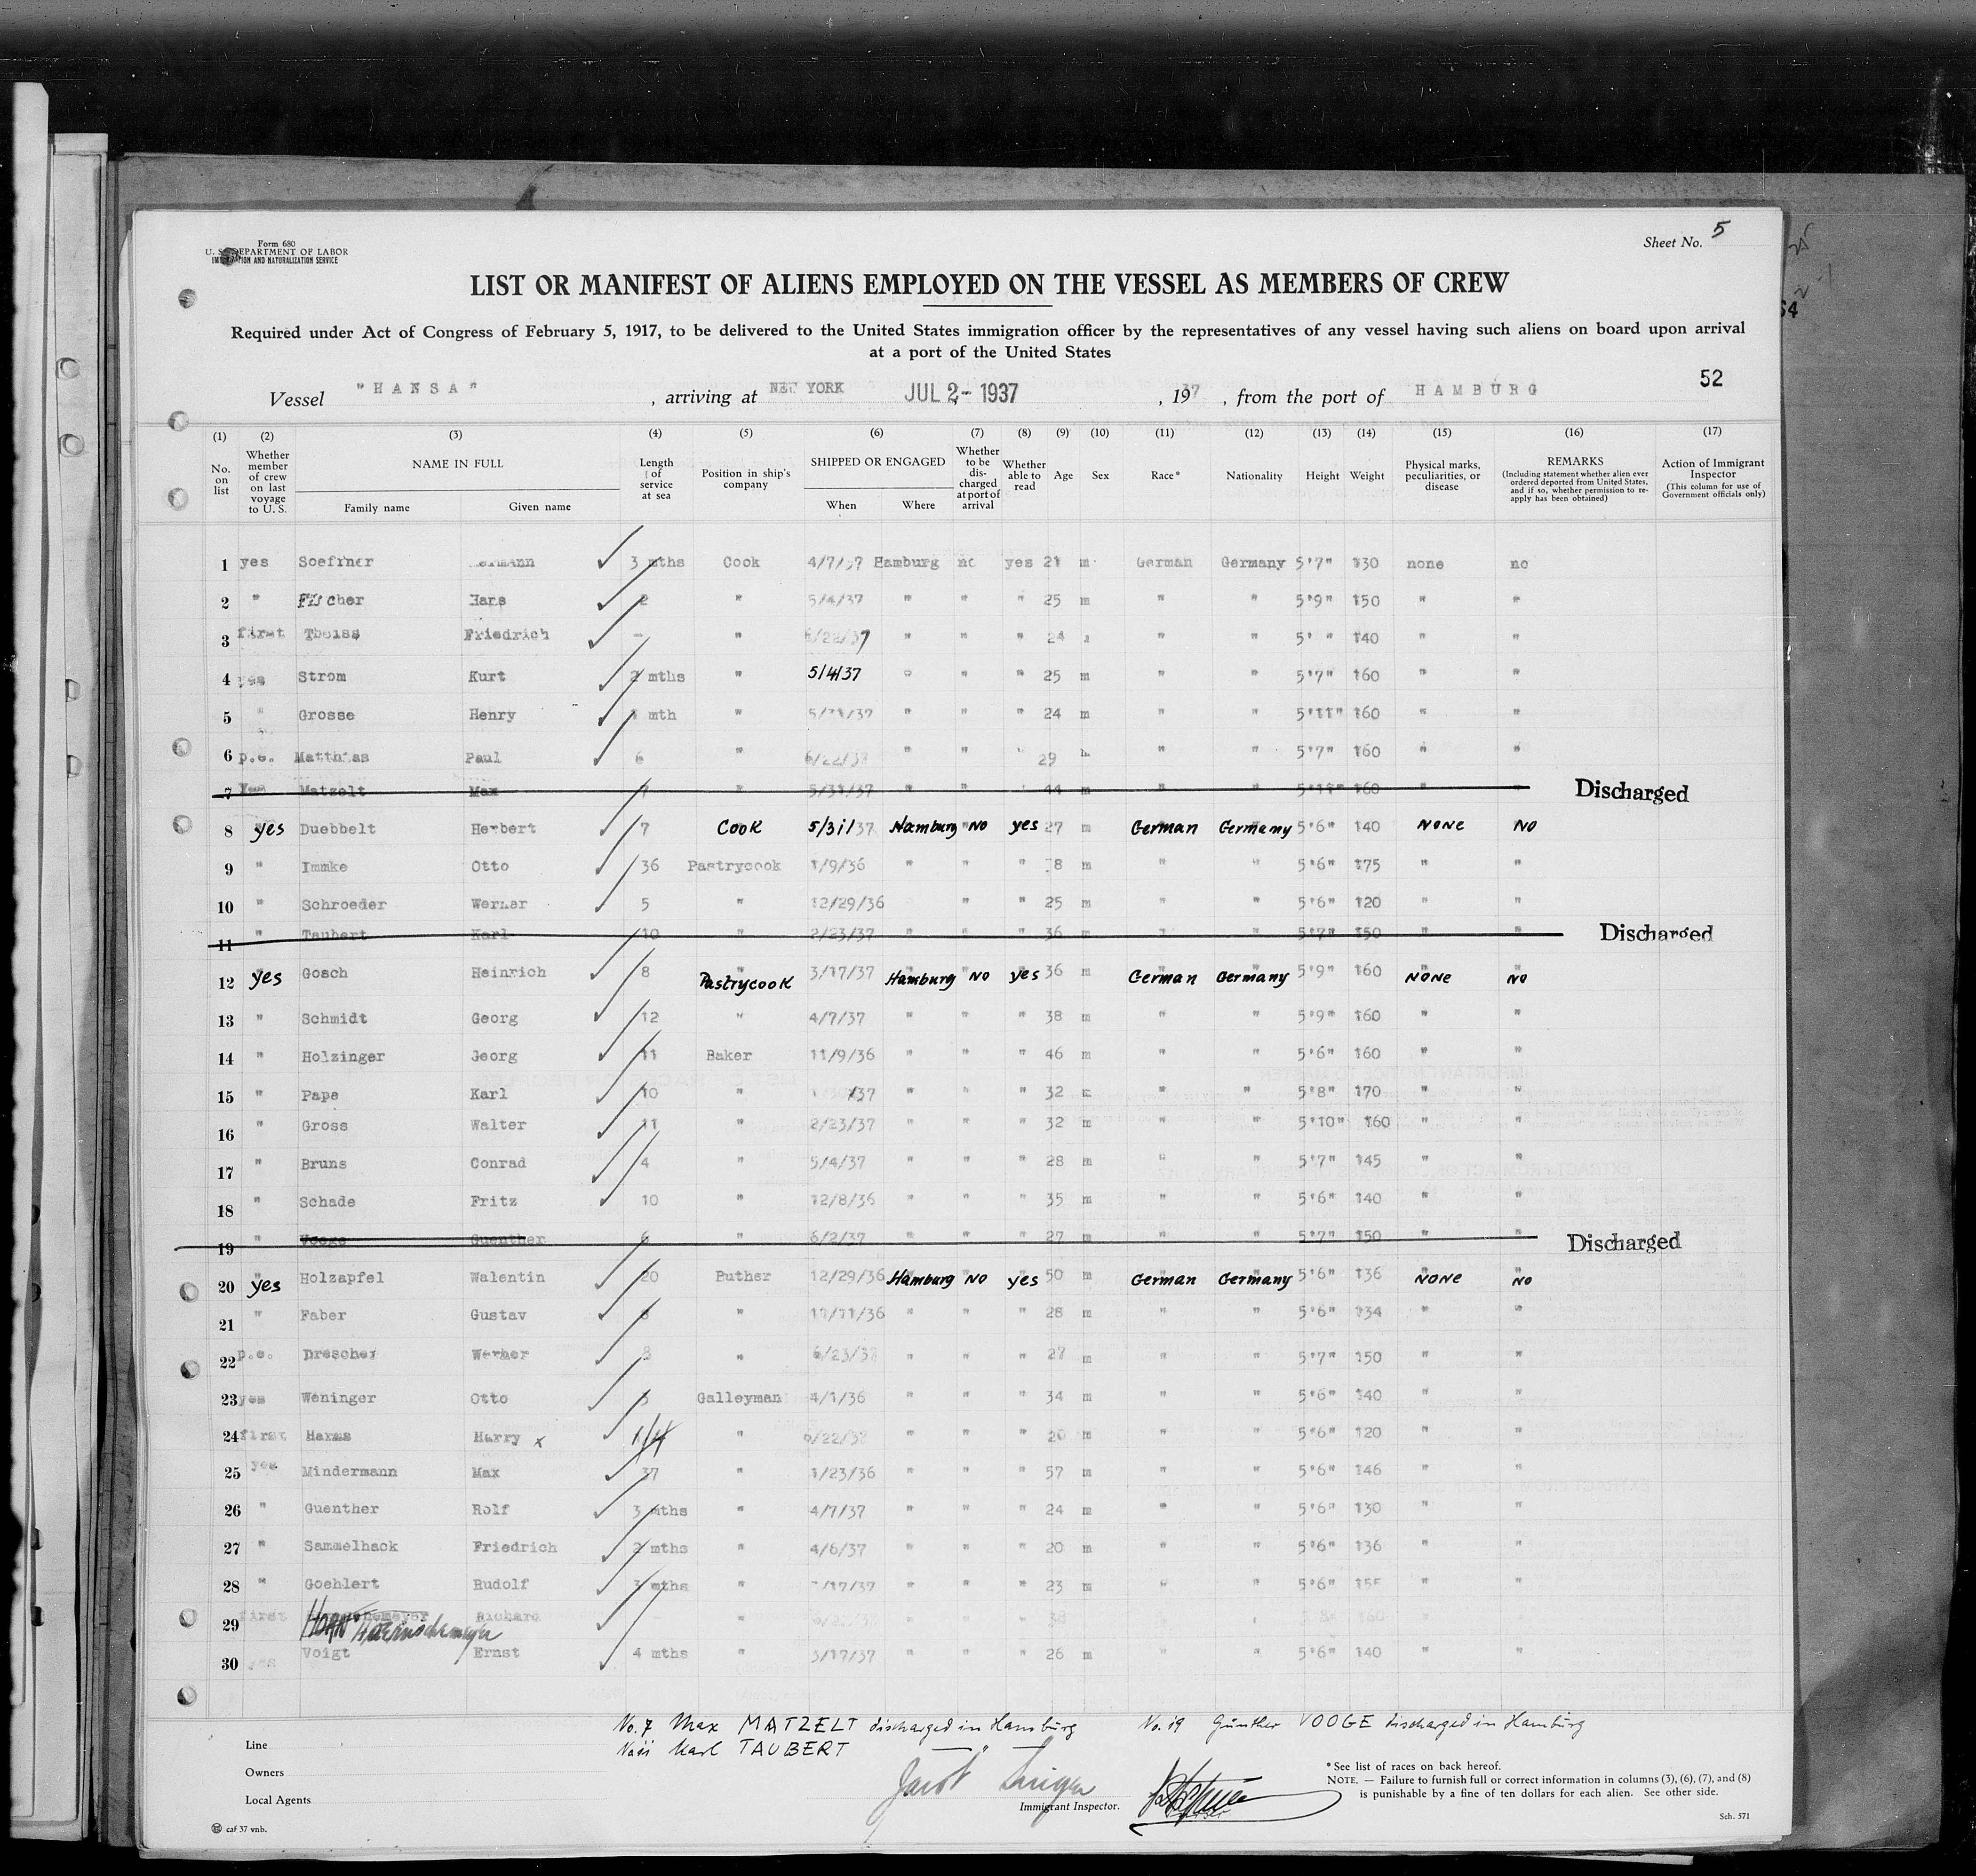 Form 680
U. S. DEPARTMENT OF LABOR
IMMIGRATION AND NATURALIZATION SERVICE
Sheet No. 5
LIST OR MANIFEST OF ALIENS EMPLOYED ON THE VESSEL AS MEMBERS OF CREW
Required under Act of Congress of February 5, 1917, to be delivered to the United States immigration officer by the representatives of any vessel having such aliens on board upon arrival
at a port of the United States
52
Vessel "HANSA" , arriving at NEW YORK JUL 2- 1937 , 1937 , from the port of HAMBURG
(1) (2) (3) (4) (5) (6) (7) (8) (9) (10) (11) (12) (13) (14) (15) (16) (17)
No. on list Whether member of crew on last voyage to U. S. NAME IN FULL Family name Given name Length of service at sea Position in ship's company SHIPPED OR ENGAGED When Where Whether to be discharged at port of arrival Whether able to read Age Sex Race* Nationality Height Weight Physical marks, peculiarities, or disease REMARKS (Including statement whether alien ever ordered deported from United States, and if so, whether permission to reapply has been obtained) Action of Immigrant Inspector (This column for use of Government officials only)
1 yes Soeffner 3 mths Cook 4/7/37 Hamburg no yes 21 m German Germany 5'7" 130 none no
2 " Fischer Hans 2 " 5/4/37 " " " 25 m " " 5'9" 150 " "
3 first Theiss Friedrich - " 6/22/37 " " " 24 " " 5' " 140 " "
4 yes Strom Kurt 2 mths " 5/4/37 " " " 25 m " " 5'7" 160 " "
5 " Grosse Henry 1 mth " 5/31/37 " " " 24 m " " 5'11" 160 " "
6 p.e. Matthias Paul 6 " 6/22/37 " " " 29 " " 5'7" 160 " "
7 yes Matzelt Max " 5/31/37 " " " 44 m 160 Discharged
8 yes Duebbelt Herbert 7 Cook 5/31/37 Hamburg No yes 27 m German Germany 5'6" 140 NONE NO
9 " Immke Otto 36 Pastrycook 1/9/36 " " " 8 m " " 5'6" 175 " "
10 " Schroeder Werner 5 " 12/29/36 " " 25 m " " 5'6" 120 " "
11 " Taubert Karl 10 " 2/23/37 " " " 36 m " " 5'7" 150 " " Discharged
12 yes Gosch Heinrich 8 Pastrycook 3/17/37 Hamburg No yes 36 m German Germany 5'9" 160 NONE NO
13 " Schmidt Georg 12 " 4/7/37 " " " 38 m " " 5'9" 160 " "
14 " Holzinger Georg 11 Baker 11/9/36 " " " 46 m " " 5'6" 160 " "
15 " Pape Karl 10 " /37 " " " 32 m " " 5'8" 170 " "
16 " Gross Walter 11 " 2/23/37 " " " 32 m " " 5'10" 160 " "
17 " Bruns Conrad 4 " 5/4/37 " " " 28 m " " 5'7" 145 " "
18 " Schade Fritz 10 " 12/8/36 " " " 35 m " " 5'6" 140 " "
19 " Vooge Guenther 6 " 6/2/37 " " " 27 m " " 5'7" 150 " " Discharged
20 yes Holzapfel Walentin 20 Buther 12/29/36 Hamburg No yes 50 m German Germany 5'6" 136 NONE NO
21 " Faber Gustav " 11/11/36 " " " 28 m " " 5'6" 134 " "
22 p.e. Drescher Werner 8 " 6/23/37 " " " 27 m " " 5'7" 150 " "
23 yes Weninger Otto Galleyman 4/1/36 " " " 34 m " " 5'6" 140 " "
24 first Harms Harry x " 6/22/37 " " " 20 m " " 5'6" 120 " "
25 yes Mindermann Max 37 " 1/23/36 " " " 57 m " " 5'6" 146 " "
26 " Guenther Rolf 3 mths " 4/7/37 " " " 24 m " " 5'6" 130 " "
27 " Sammelhack Friedrich 2 mths " 4/6/37 " " " 20 m " " 5'6" 136 " "
28 " Goehlert Rudolf mths " /17/37 " " " 23 m " " 5'6" 155 " "
29 first Richard
30 yes Voigt Ernst 4 mths " 3/17/37 " " " 26 m " " 5'6" 140 " "
No. 7 Max MATZELT discharged in Hamburg No. 19 Günther VOOGE discharged in Hamburg
No 11 Karl TAUBERT " "
Line
Owners
Local Agents
Immigrant Inspector.
*See list of races on back hereof.
NOTE. — Failure to furnish full or correct information in columns (3), (6), (7), and (8)
is punishable by a fine of ten dollars for each alien. See other side.
caf 37 vnb.
Sch. 571